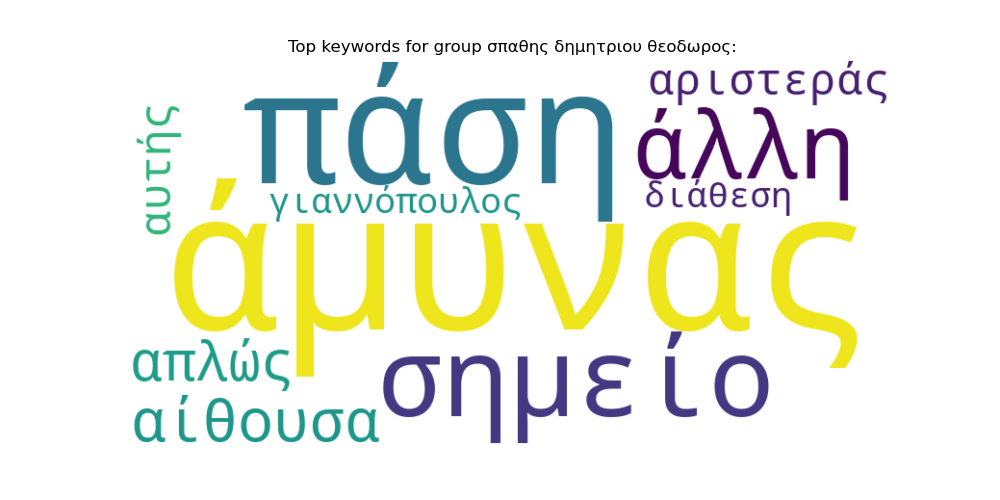 Top keywords for group σπαθης δημητριου θεοδωρος:
αυτής
πάση
αριστεράς
άλλη
γιαννόπουλος
διάθεση
άμυνας
απλώς
σημείο
αίθουσα